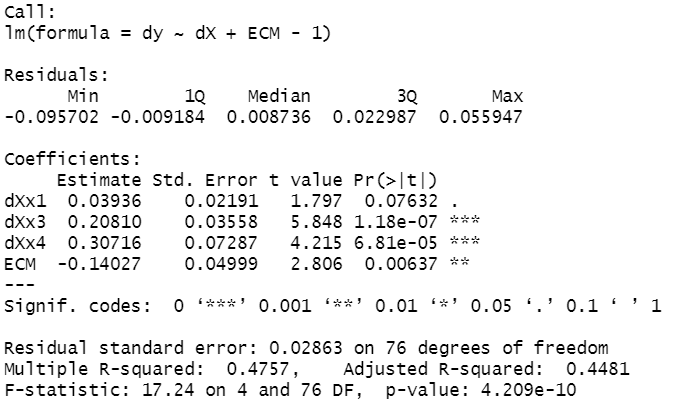 Call:
lm(formula = dy ~ dX + ECM - 1)
Residuals:
Min 1Q Median 3Q Max
-0.095702 -0.009184 0.008736 0.022987 0.055947
Coefficients:
Estimate Std. Error t value Pr(>|t|)
dXx1 0.03936 0.02191 1.797 0.07632 .
dXx3 0.20810 0.03558 5.848 1.18e-07 ***
dXx4 0.30716 0.07287 4.215 6.81e-05 ***
ECM -0.14027 0.04999 2.806 0.00637 **
---
Signif. codes: 0 ‘***’ 0.001 ‘**’ 0.01 ‘*’ 0.05 ‘.’ 0.1 ‘ ’ 1
Residual standard error: 0.02863 on 76 degrees of freedom
Multiple R-squared: 0.4757, Adjusted R-squared: 0.4481
F-statistic: 17.24 on 4 and 76 DF, p-value: 4.209e-10